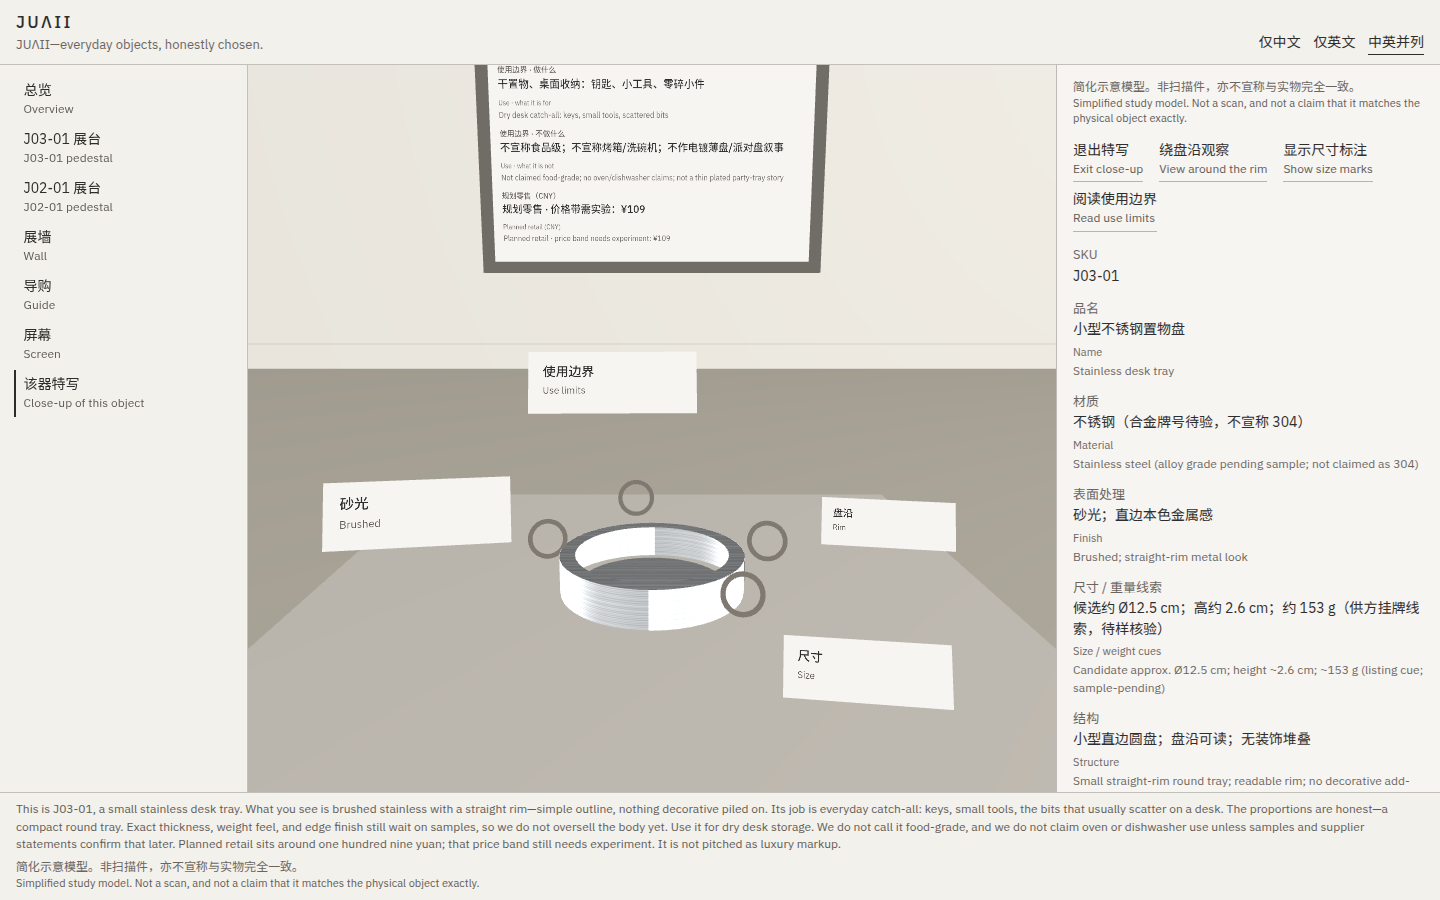 JUΛII
JUΛII—everyday objects, honestly chosen.
仅中文 仅英文 中英并列
总览
Overview
J03-01 展台
J03-01 pedestal
J02-01 展台
J02-01 pedestal
展墙
Wall
导购
Guide
屏幕
Screen
该器特写
Close-up of this object
使用边界 · 做什么
干置物、桌面收纳：钥匙、小工具、零碎小件
Use · what it is for
Dry desk catch-all: keys, small tools, scattered bits
使用边界 · 不做什么
不宣称食品级；不宣称烤箱/洗碗机；不作电镀薄盘/派对盘叙事
Use · what it is not
Not claimed food-grade; no oven/dishwasher claims; not a thin plated party-tray story
规划零售（CNY）
规划零售 · 价格带需实验：¥109
Planned retail (CNY)
Planned retail · price band needs experiment: ¥109
使用边界
Use limits
砂光
Brushed
盘沿
Rim
尺寸
Size
简化示意模型。非扫描件，亦不宣称与实物完全一致。
Simplified study model. Not a scan, and not a claim that it matches the
physical object exactly.
退出特写 绕盘沿观察 显示尺寸标注
Exit close-up View around the rim Show size marks
阅读使用边界
Read use limits
SKU
J03-01
品名
小型不锈钢置物盘
Name
Stainless desk tray
材质
不锈钢（合金牌号待验，不宣称 304）
Material
Stainless steel (alloy grade pending sample; not claimed as 304)
表面处理
砂光；直边本色金属感
Finish
Brushed; straight-rim metal look
尺寸 / 重量线索
候选约 Ø12.5 cm；高约 2.6 cm；约 153 g（供方挂牌线
索，待样核验）
Size / weight cues
Candidate approx. Ø12.5 cm; height ~2.6 cm; ~153 g (listing cue;
sample-pending)
结构
小型直边圆盘；盘沿可读；无装饰堆叠
Structure
Small straight-rim round tray; readable rim; no decorative add-
This is J03-01, a small stainless desk tray. What you see is brushed stainless with a straight rim—simple outline, nothing decorative piled on. Its job is everyday catch-all: keys, small tools, the bits that usually scatter on a desk. The proportions are honest—a
compact round tray. Exact thickness, weight feel, and edge finish still wait on samples, so we do not oversell the body yet. Use it for dry desk storage. We do not call it food-grade, and we do not claim oven or dishwasher use unless samples and supplier
statements confirm that later. Planned retail sits around one hundred nine yuan; that price band still needs experiment. It is not pitched as luxury markup.
简化示意模型。非扫描件，亦不宣称与实物完全一致。
Simplified study model. Not a scan, and not a claim that it matches the physical object exactly.